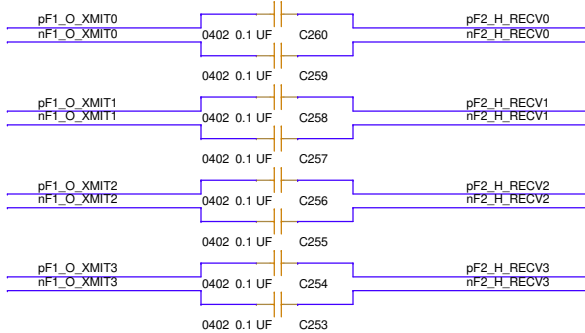 pF1_O_XMIT0 pF2_H_RECV0
nF1_O_XMIT0 0402 0.1 UF C260 nF2_H_RECV0
0402 0.1 UF C259
pF1_O_XMIT1 pF2_H_RECV1
nF1_O_XMIT1 0402 0.1 UF C258 nF2_H_RECV1
0402 0.1 UF C257
pF1_O_XMIT2 pF2_H_RECV2
nF1_O_XMIT2 0402 0.1 UF C256 nF2_H_RECV2
0402 0.1 UF C255
pF1_O_XMIT3 pF2_H_RECV3
nF1_O_XMIT3 0402 0.1 UF C254 nF2_H_RECV3
0402 0.1 UF C253